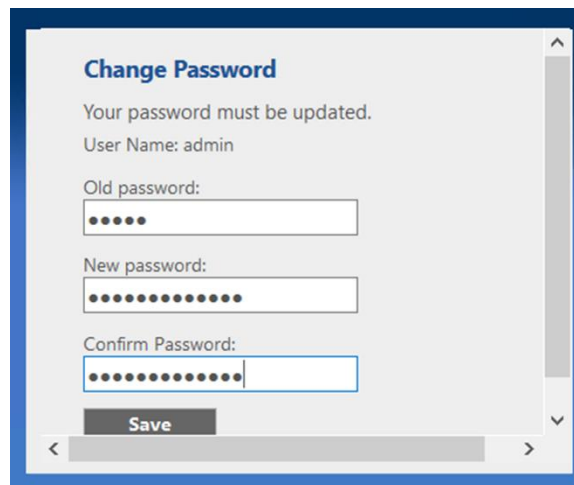 Change Password
Your password must be updated.
User Name: admin
Old password:
●●●●●
New password:
●●●●●●●●●●●●●
Confirm Password:
●●●●●●●●●●●●●
Save